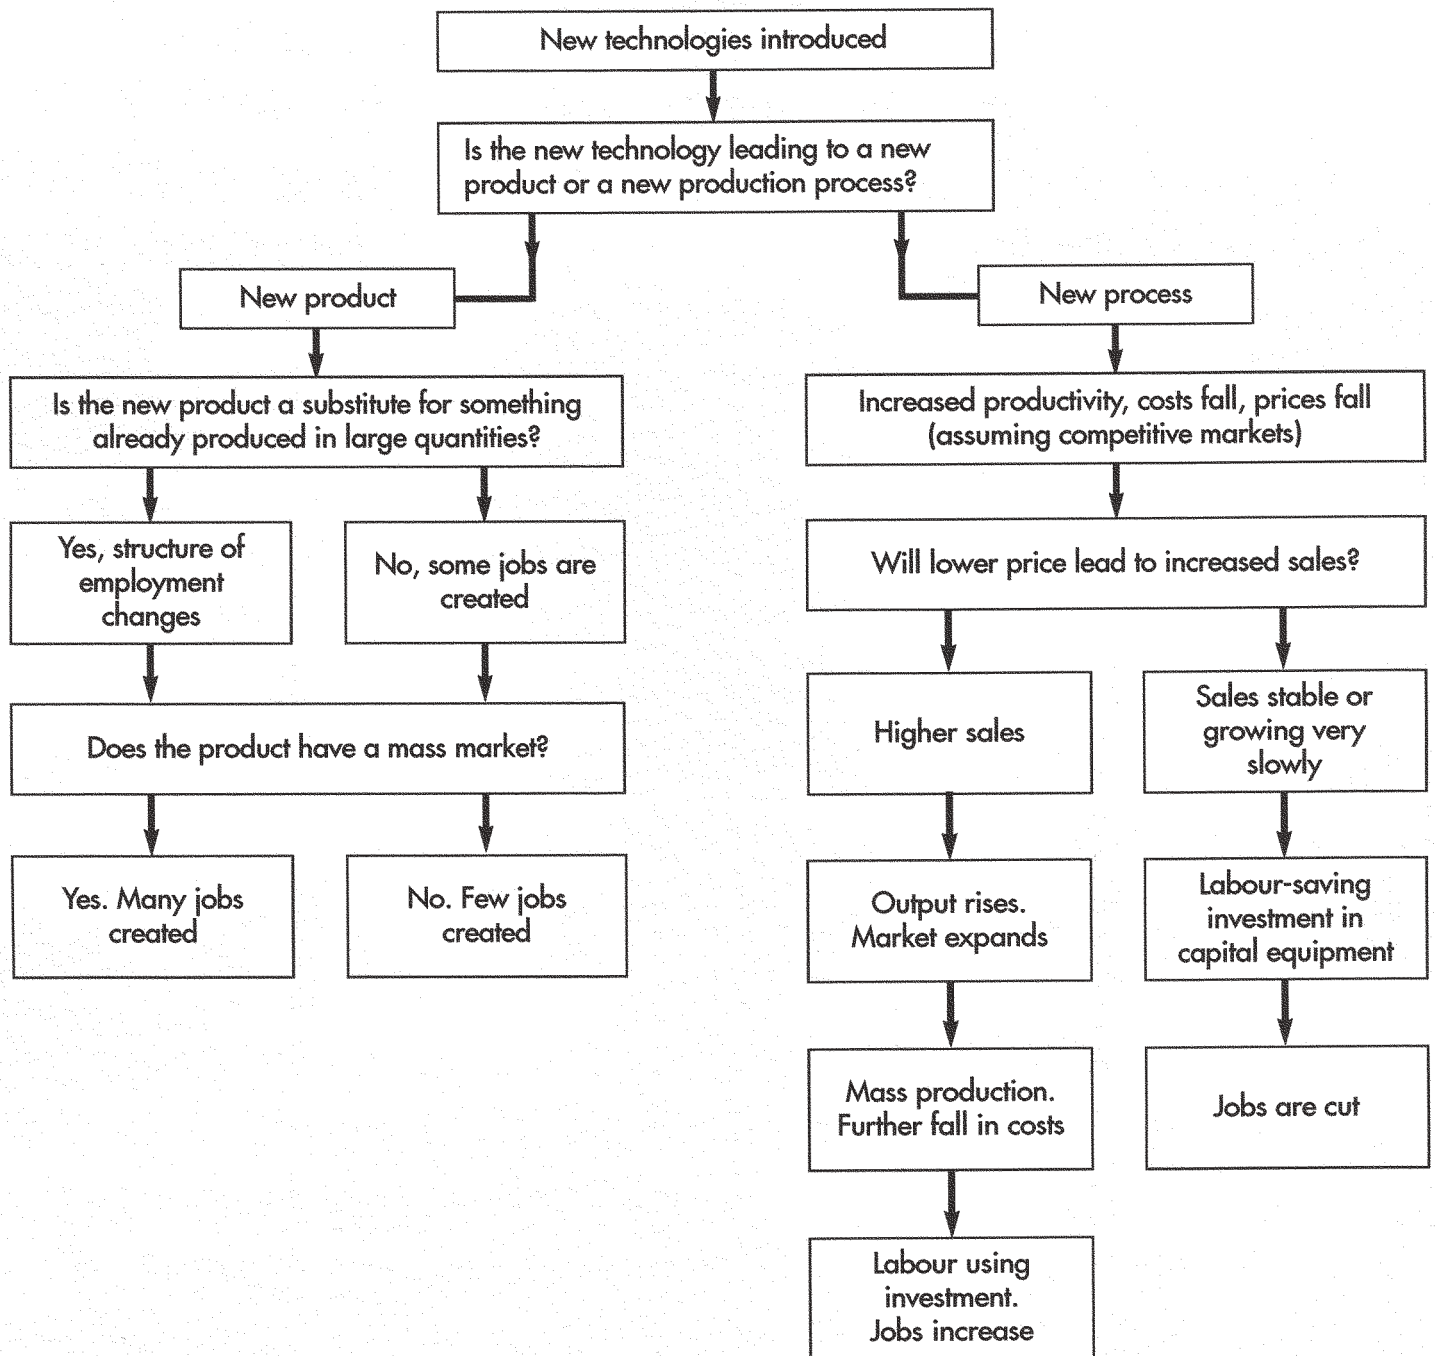 New technologies introduced
Is the new technology leading to a new
product or a new production process?
New product
New process
Is the new product a substitute for something
already produced in large quantities?
Increased productivity, costs fall, prices fall
(assuming competitive markets)
Yes, structure of
employment
changes
No, some jobs are
created
Will lower price lead to increased sales?
Does the product have a mass market?
Higher sales
Sales stable or
growing very
slowly
Yes. Many jobs
created
No. Few jobs
created
Output rises.
Market expands
Labour-saving
investment in
capital equipment
Mass production.
Further fall in costs
Jobs are cut
Labour using
investment.
Jobs increase